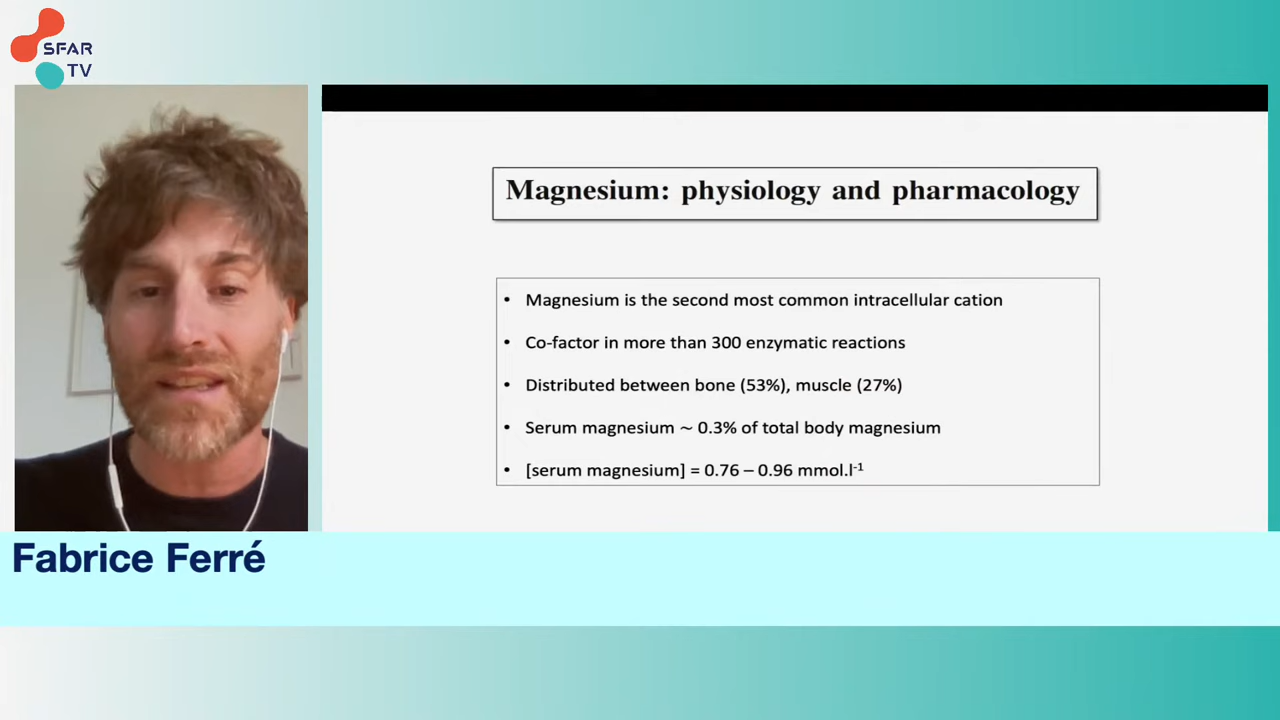 SFAR
TV
Magnesium: physiology and pharmacology
• Magnesium is the second most common intracellular cation
• Co-factor in more than 300 enzymatic reactions
• Distributed between bone (53%), muscle (27%)
• Serum magnesium ~ 0.3% of total body magnesium
• [serum magnesium] = 0.76 – 0.96 mmol.l⁻¹
Fabrice Ferré